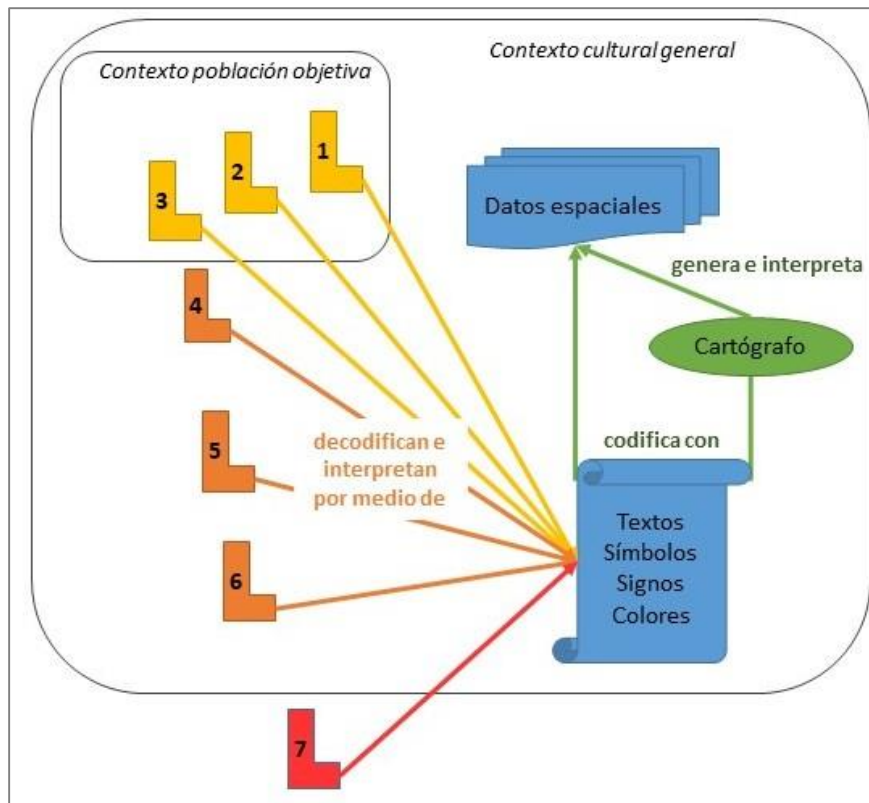 Contexto cultural general
Contexto población objetiva
1
2
3
Datos espaciales
genera e interpreta
4
Cartógrafo
decodifican e
interpretan
por medio de
codifica con
5
Textos
Símbolos
Signos
Colores
6
7